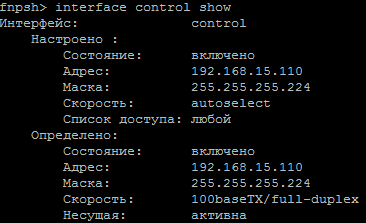 fnpsh> interface control show
Интерфейс: control
Настроено :
Состояние: включено
Адрес: 192.168.15.110
Маска: 255.255.255.224
Скорость: autoselect
Список доступа: любой
Определено:
Состояние: включено
Адрес: 192.168.15.110
Маска: 255.255.255.224
Скорость: 100baseTX/full-duplex
Несущая: активна